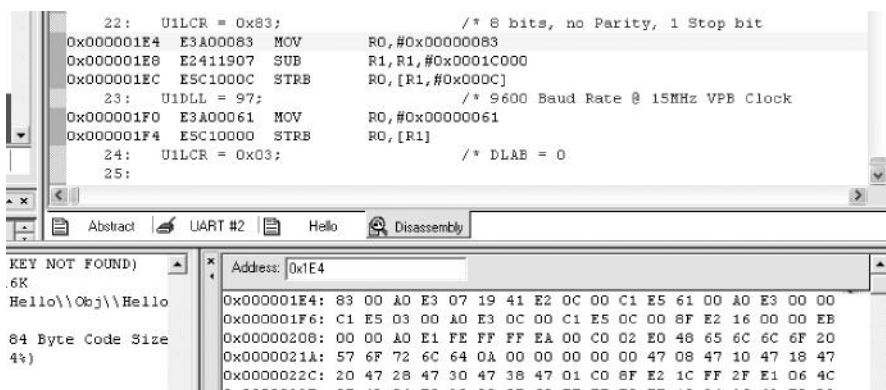 22: U1LCR = 0x83; /* 8 bits, no Parity, 1 Stop bit
0x000001E4 E3A00083 MOV R0,#0x00000083
0x000001E8 E2411907 SUB R1,R1,#0x0001C000
0x000001EC E5C1000C STRB R0,[R1,#0x000C]
23: U1DLL = 97; /* 9600 Baud Rate @ 15MHz VPB Clock
0x000001F0 E3A00061 MOV R0,#0x00000061
0x000001F4 E5C10000 STRB R0,[R1]
24: U1LCR = 0x03; /* DLAB = 0
25:
Abstract UART #2 Hello Disassembly
KEY NOT FOUND)
.6K
Hello\\Obj\\Hello
84 Byte Code Size
4%)
Address: 0x1E4
0x000001E4: 83 00 A0 E3 07 19 41 E2 0C 00 C1 E5 61 00 A0 E3 00 00
0x000001F6: C1 E5 03 00 A0 E3 0C 00 C1 E5 0C 00 8F E2 16 00 00 EB
0x00000208: 00 00 A0 E1 FE FF FF EA 00 C0 02 E0 48 65 6C 6C 6F 20
0x0000021A: 57 6F 72 6C 64 0A 00 00 00 00 00 00 47 08 47 10 47 18 47
0x0000022C: 20 47 28 47 30 47 38 47 01 C0 8F E2 1C FF 2F E1 06 4C